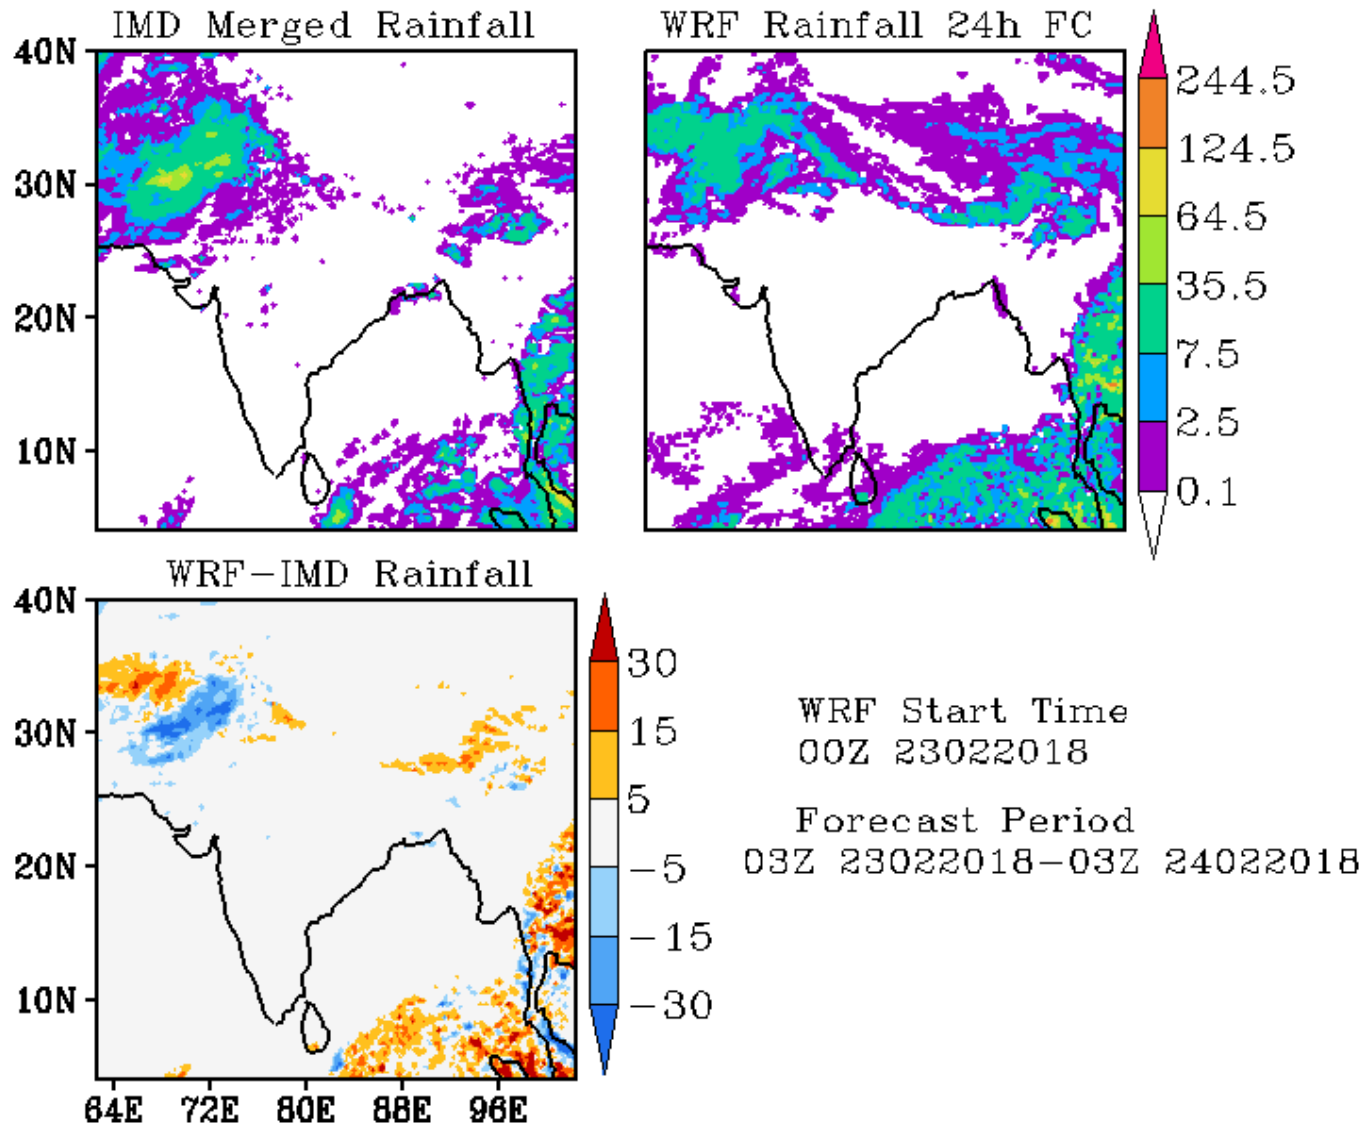 IMD Merged Rainfall
WRF Rainfall 24h FC
40N
30N
20N
10N
244.5
124.5
64.5
35.5
7.5
2.5
0.1
WRF-IMD Rainfall
40N
30N
20N
10N
64E 72E 80E 88E 96E
30
15
5
-5
-15
-30
WRF Start Time
00Z 23022018
Forecast Period
03Z 23022018-03Z 24022018